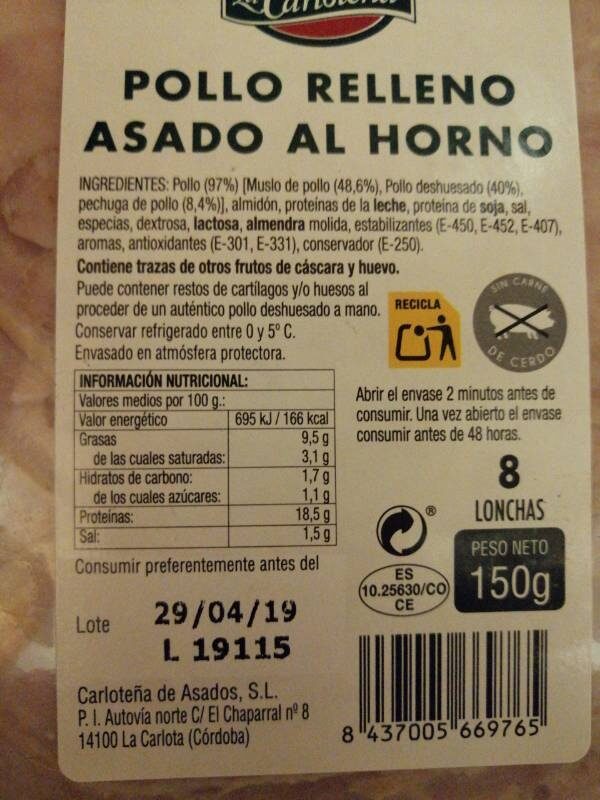 POLLO RELLENO
ASADO AL HORNO
INGREDIENTES: Pollo (97%) [Muslo de pollo (48,6%), Pollo deshuesado (40%),
pechuga de pollo (8,4%)], almidón, proteínas de la leche, proteína de soja, sal,
especias, dextrosa, lactosa, almendra molida, estabilizantes (E-450, E-452, E-407),
aromas, antioxidantes (E-301, E-331), conservador (E-250).
Contiene trazas de otros frutos de cáscara y huevo.
Puede contener restos de cartílagos y/o huesos al
proceder de un auténtico pollo deshuesado a mano.
Conservar refrigerado entre 0 y 5º C.
Envasado en atmósfera protectora.
RECICLA
SIN CARNE
DE CERDO
INFORMACIÓN NUTRICIONAL:
Valores medios por 100 g.:
Valor energético 695 kJ / 166 kcal
Grasas 9,5 g
de las cuales saturadas: 3,1 g
Hidratos de carbono: 1,7 g
de los cuales azúcares: 1,1 g
Proteínas: 18,5 g
Sal: 1,5 g
Abrir el envase 2 minutos antes de
consumir. Una vez abierto el envase
consumir antes de 48 horas.
8
LONCHAS
PESO NETO
150g
®
ES
10.25630/CO
CE
Consumir preferentemente antes del
29/04/19
Lote
L 19115
Carloteña de Asados, S.L.
P. I. Autovía norte C/ El Chaparral nº 8
14100 La Carlota (Córdoba)
8 437005 669765